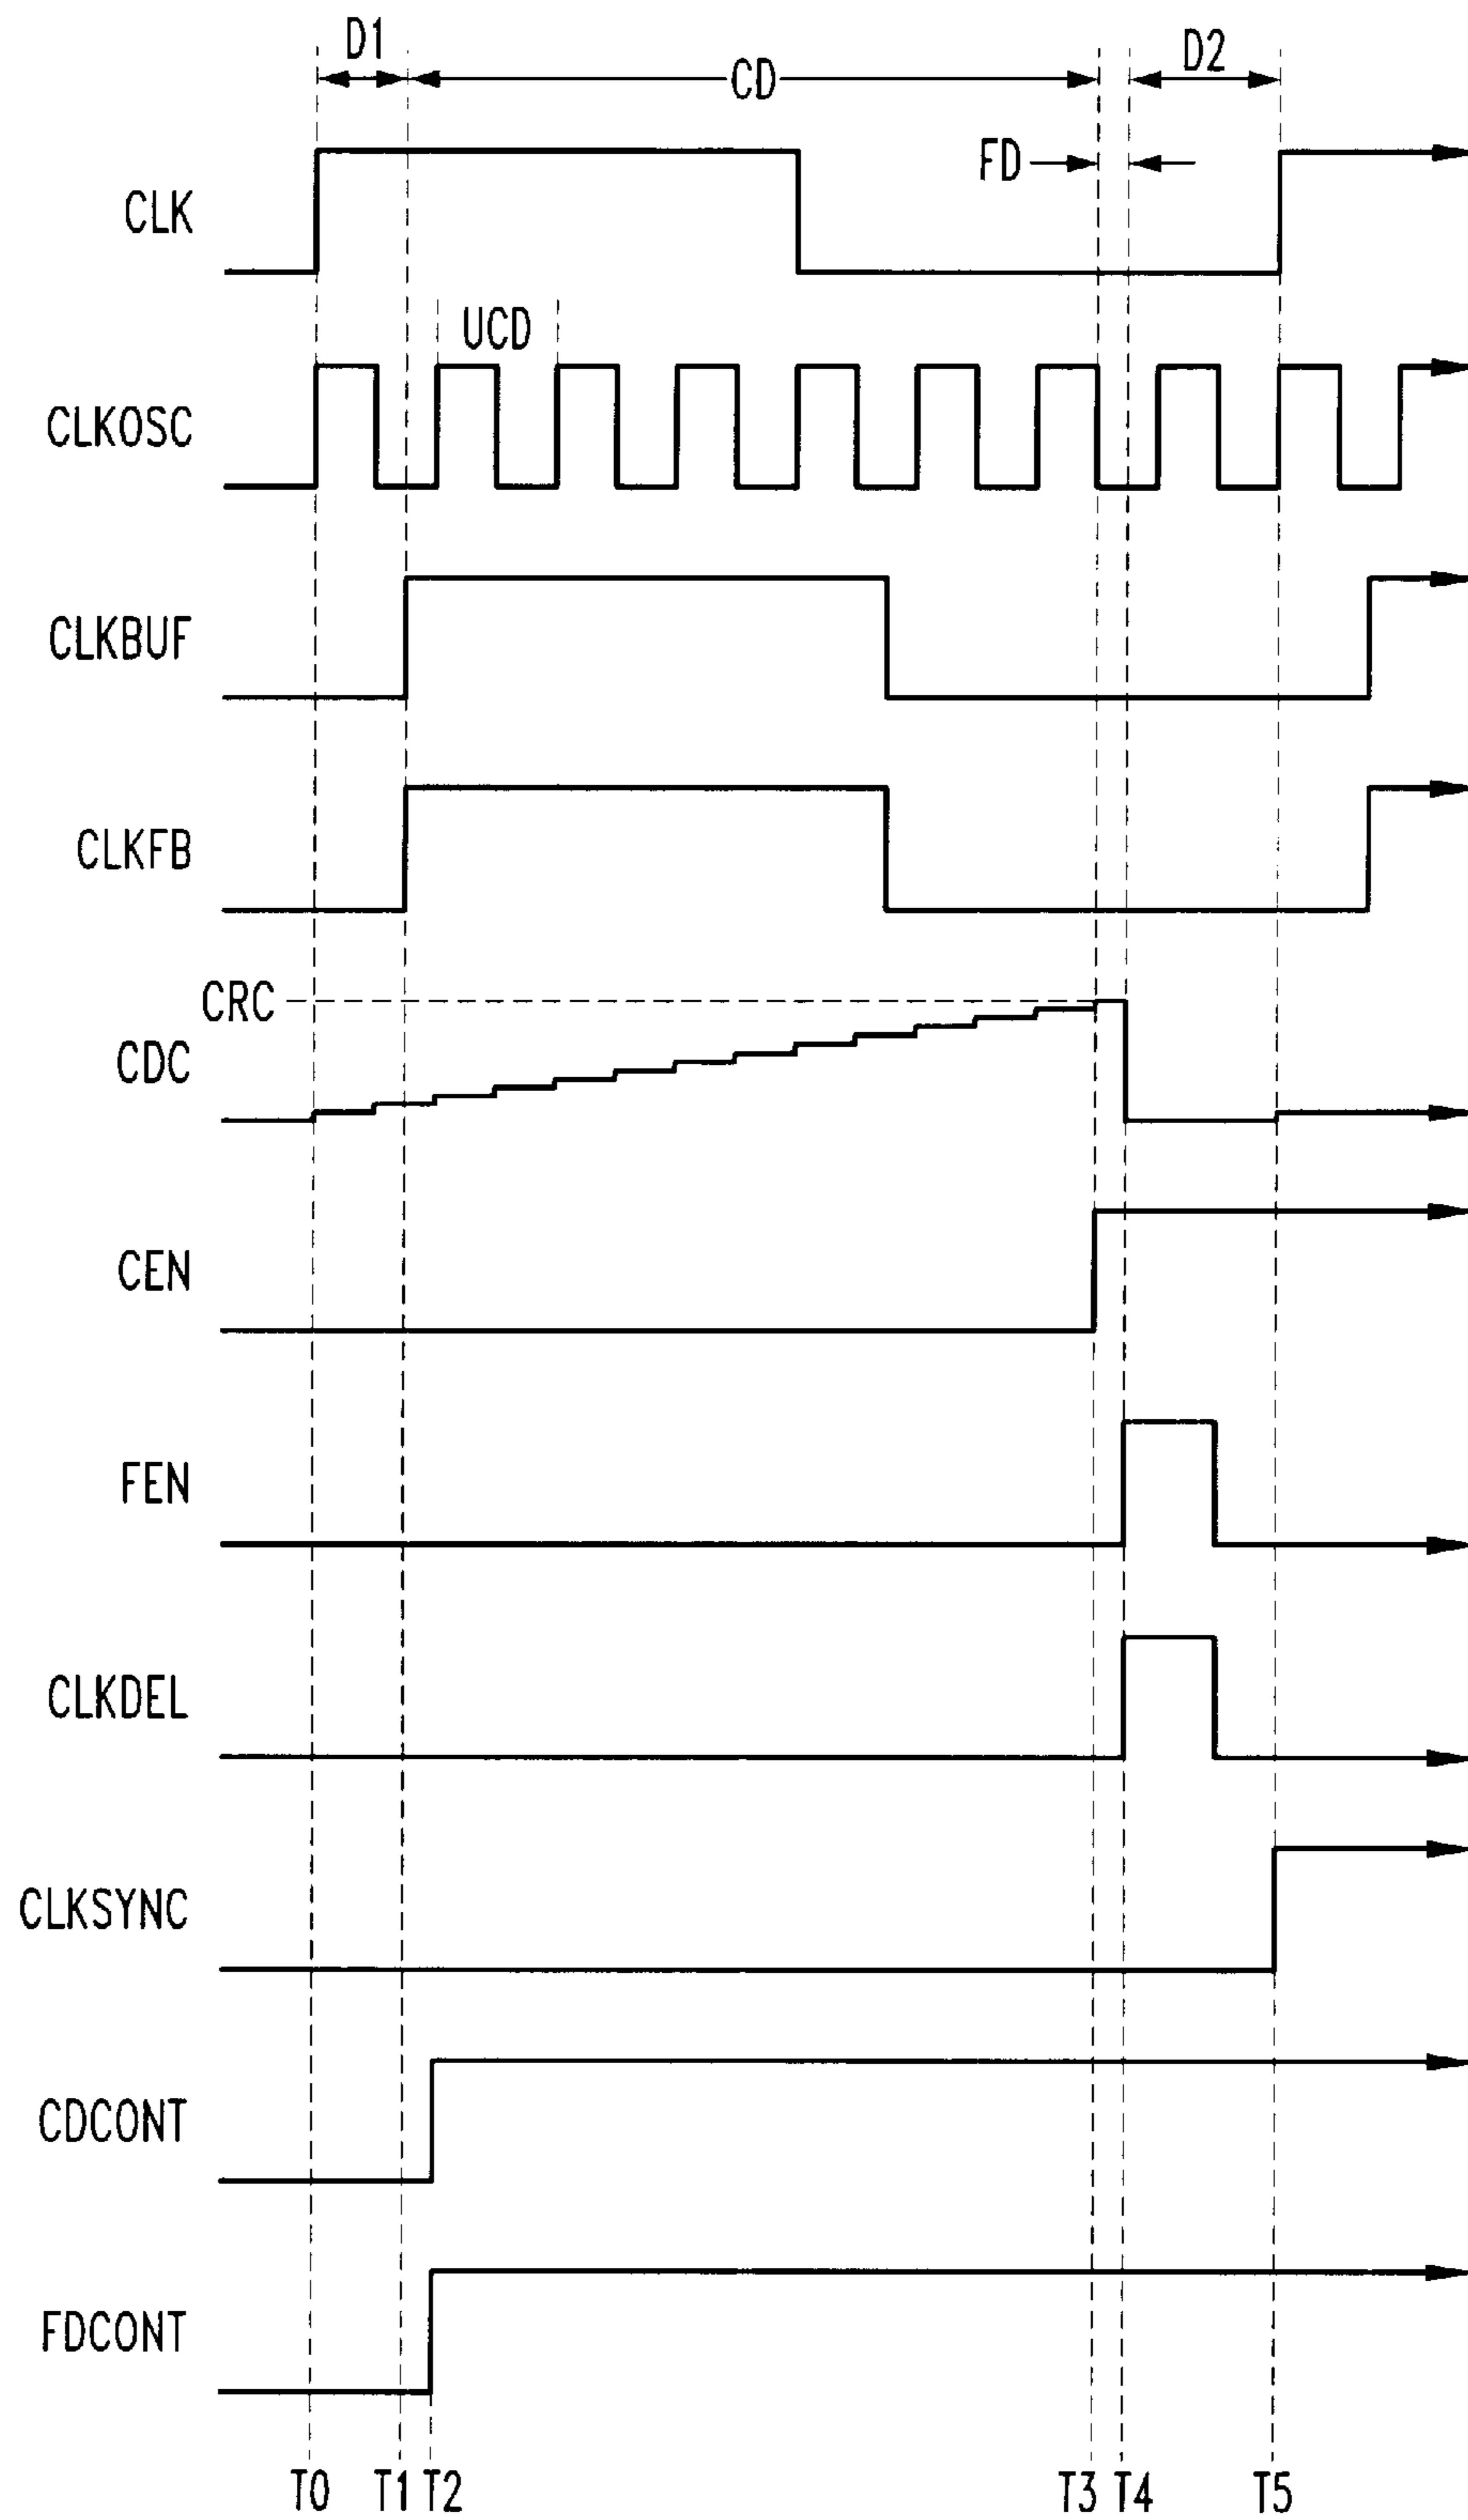 D1
CD
D2
FD
CLK
UCD
CLKOSC
CLKBUF
CLKFB
CRC
CDC
CEN
FEN
CLKDEL
CLKSYNC
CDCONT
FDCONT
T0 T1 T2 T3 T4 T5